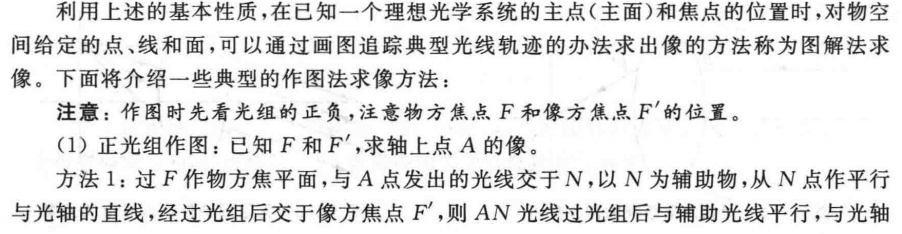 利用上述的基本性质,在已知一个理想光学系统的主点(主面)和焦点的位置时,对物空
间给定的点、线和面,可以通过画图追踪典型光线轨迹的办法求出像的方法称为图解法求
像。下面将介绍一些典型的作图法求像方法:
注意:作图时先看光组的正负,注意物方焦点 F 和像方焦点 F′的位置。
(1) 正光组作图:已知 F 和 F′,求轴上点 A 的像。
方法 1:过 F 作物方焦平面,与 A 点发出的光线交于 N,以 N 为辅助物,从 N 点作平行
与光轴的直线,经过光组后交于像方焦点 F′,则 AN 光线过光组后与辅助光线平行,与光轴